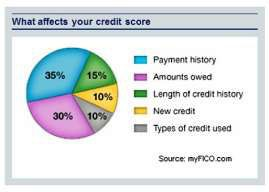 What affects your credit score
35%
15%
10%
10%
30%
Payment history
Amounts owed
Length of credit history
New credit
Types of credit used
Source: myFICO.com